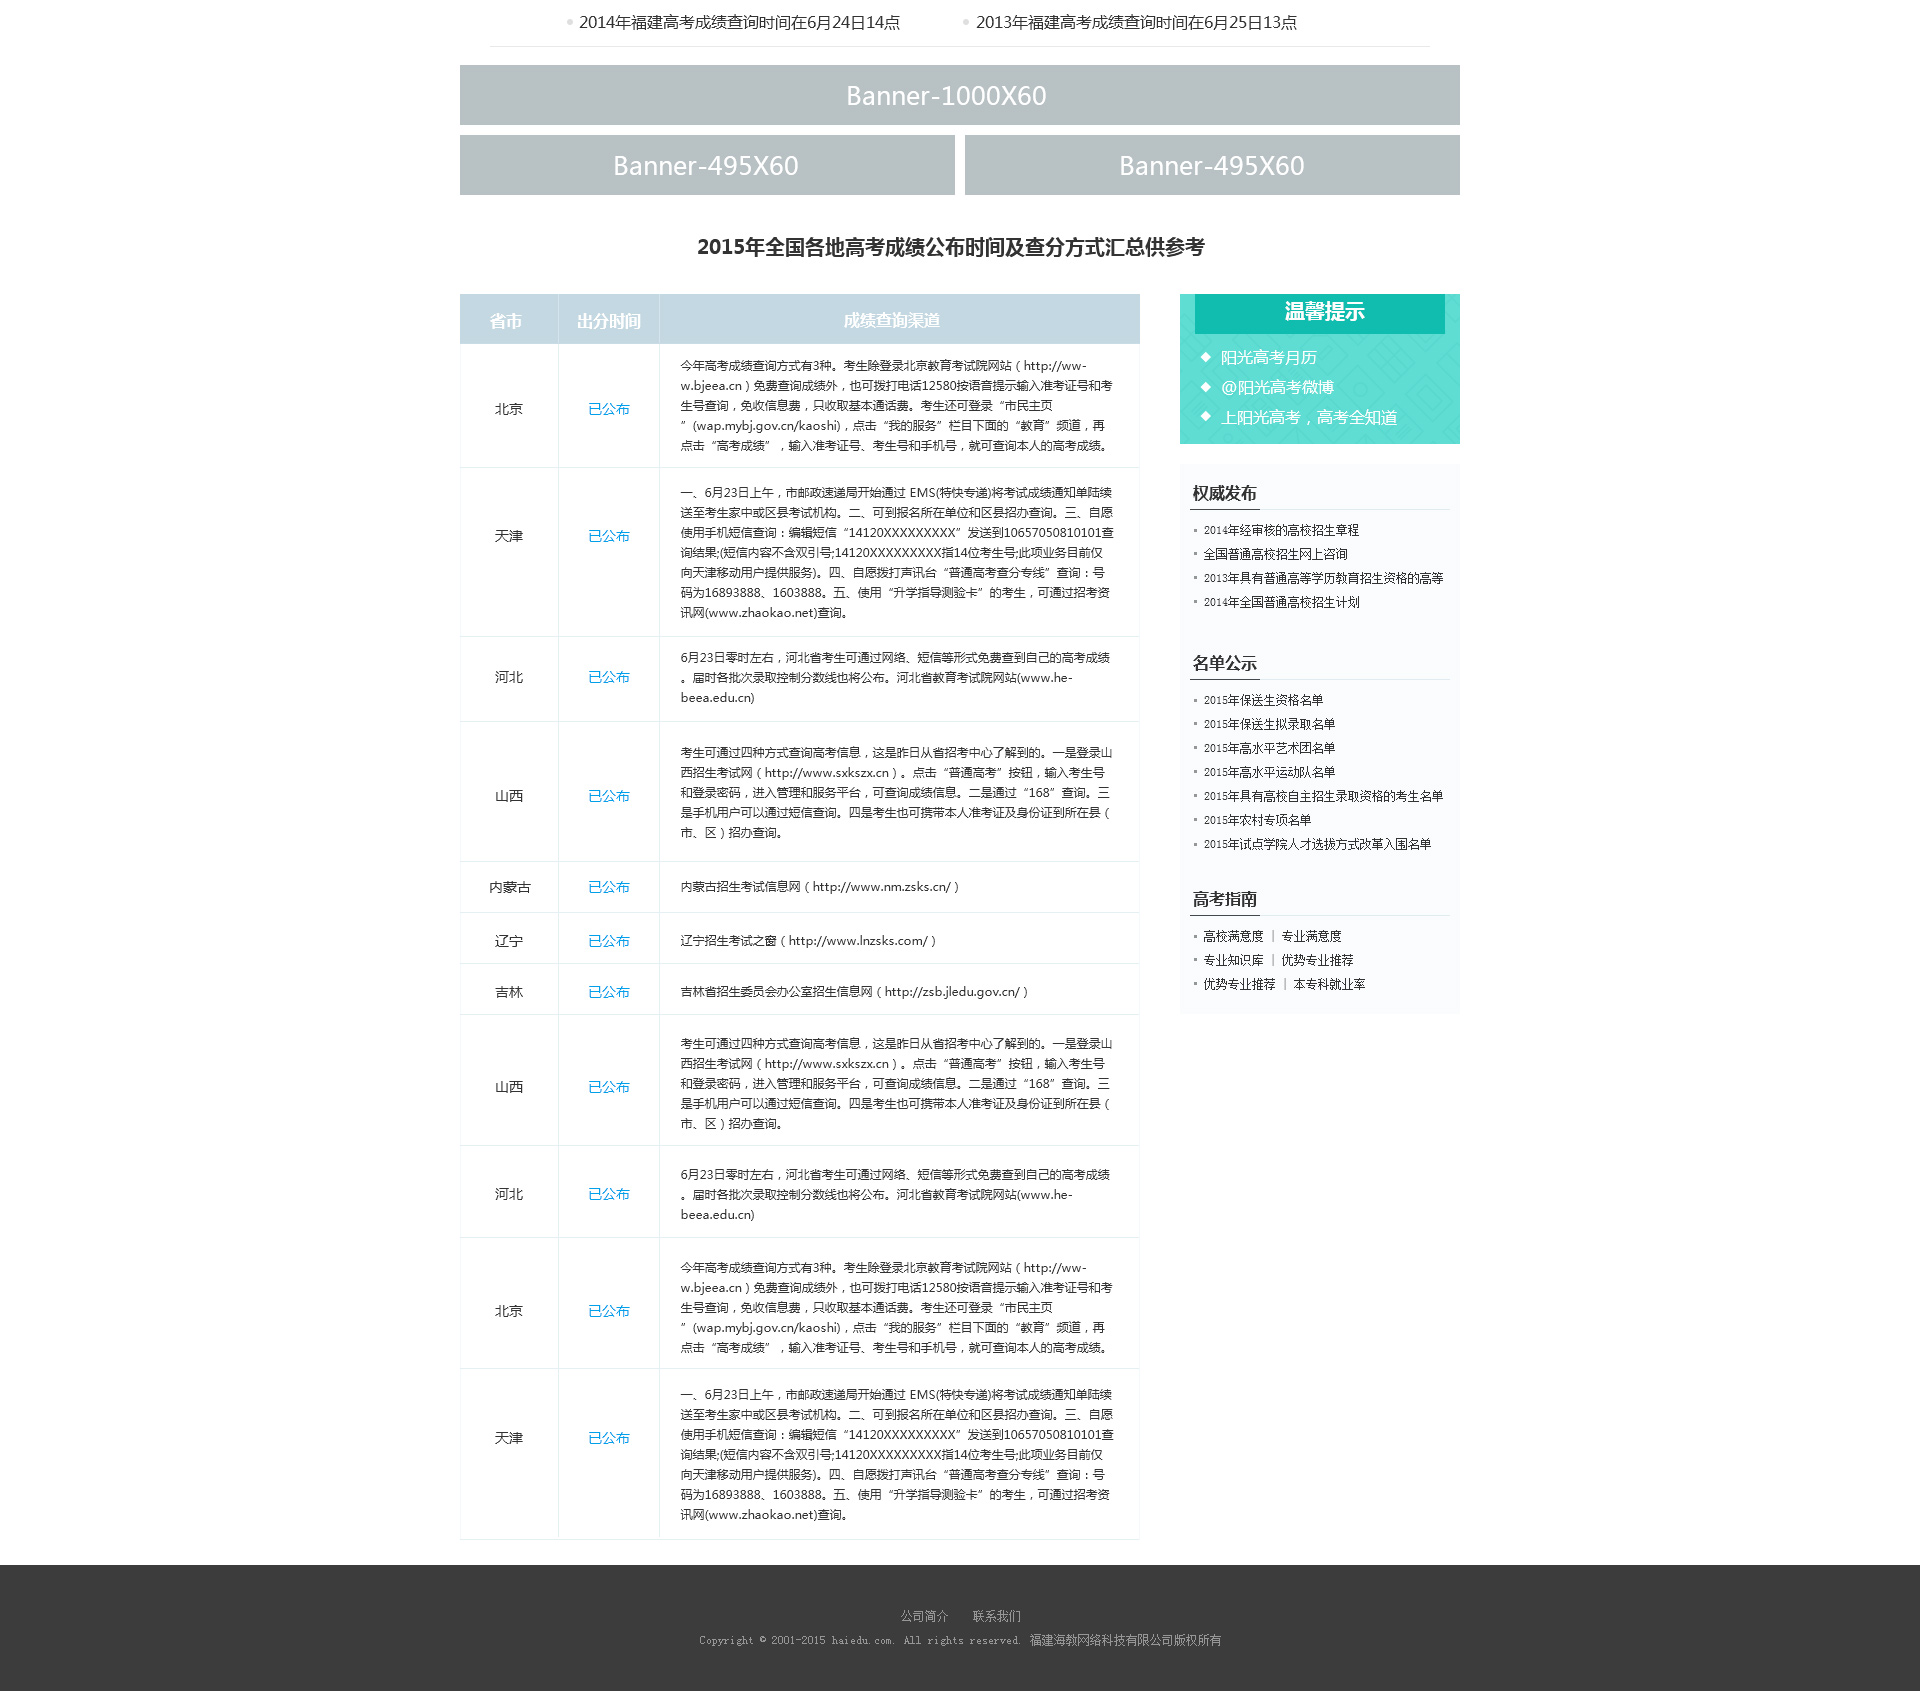 2014年福建高考成绩查询时间在6月24日14点
2013年福建高考成绩查询时间在6月25日13点
Banner-1000X60
Banner-495X60
Banner-495X60
2015年全国各地高考成绩公布时间及查分方式汇总供参考
省市
出分时间
成绩查询渠道
北京
已公布
今年高考成绩查询方式有3种。考生除登录北京教育考试院网站（http://ww-
w.bjeea.cn）免费查询成绩外，也可拨打电话12580按语音提示输入准考证号和考
生号查询，免收信息费，只收取基本通话费。考生还可登录“市民主页
”(wap.mybj.gov.cn/kaoshi)，点击“我的服务”栏目下面的“教育”频道，再
点击“高考成绩”，输入准考证号、考生号和手机号，就可查询本人的高考成绩。
天津
已公布
一、6月23日上午，市邮政速递局开始通过 EMS(特快专递)将考试成绩通知单陆续
送至考生家中或区县考试机构。二、可到报名所在单位和区县招办查询。三、自愿
使用手机短信查询：编辑短信“14120XXXXXXXXX”发送到10657050810101查
询结果;(短信内容不含双引号;14120XXXXXXXXX指14位考生号;此项业务目前仅
向天津移动用户提供服务)。四、自愿拨打声讯台“普通高考查分专线”查询：号
码为16893888、1603888。五、使用“升学指导测验卡”的考生，可通过招考资
讯网(www.zhaokao.net)查询。
河北
已公布
6月23日零时左右，河北省考生可通过网络、短信等形式免费查到自己的高考成绩
。届时各批次录取控制分数线也将公布。河北省教育考试院网站(www.he-
beea.edu.cn)
山西
已公布
考生可通过四种方式查询高考信息，这是昨日从省招考中心了解到的。一是登录山
西招生考试网（http://www.sxkszx.cn）。点击“普通高考”按钮，输入考生号
和登录密码，进入管理和服务平台，可查询成绩信息。二是通过“168”查询。三
是手机用户可以通过短信查询。四是考生也可携带本人准考证及身份证到所在县（
市、区）招办查询。
内蒙古
已公布
内蒙古招生考试信息网（http://www.nm.zsks.cn/）
辽宁
已公布
辽宁招生考试之窗（http://www.lnzsks.com/）
吉林
已公布
吉林省招生委员会办公室招生信息网（http://zsb.jledu.gov.cn/）
山西
已公布
考生可通过四种方式查询高考信息，这是昨日从省招考中心了解到的。一是登录山
西招生考试网（http://www.sxkszx.cn）。点击“普通高考”按钮，输入考生号
和登录密码，进入管理和服务平台，可查询成绩信息。二是通过“168”查询。三
是手机用户可以通过短信查询。四是考生也可携带本人准考证及身份证到所在县（
市、区）招办查询。
河北
已公布
6月23日零时左右，河北省考生可通过网络、短信等形式免费查到自己的高考成绩
。届时各批次录取控制分数线也将公布。河北省教育考试院网站(www.he-
beea.edu.cn)
北京
已公布
今年高考成绩查询方式有3种。考生除登录北京教育考试院网站（http://ww-
w.bjeea.cn）免费查询成绩外，也可拨打电话12580按语音提示输入准考证号和考
生号查询，免收信息费，只收取基本通话费。考生还可登录“市民主页
”(wap.mybj.gov.cn/kaoshi)，点击“我的服务”栏目下面的“教育”频道，再
点击“高考成绩”，输入准考证号、考生号和手机号，就可查询本人的高考成绩。
天津
已公布
一、6月23日上午，市邮政速递局开始通过 EMS(特快专递)将考试成绩通知单陆续
送至考生家中或区县考试机构。二、可到报名所在单位和区县招办查询。三、自愿
使用手机短信查询：编辑短信“14120XXXXXXXXX”发送到10657050810101查
询结果;(短信内容不含双引号;14120XXXXXXXXX指14位考生号;此项业务目前仅
向天津移动用户提供服务)。四、自愿拨打声讯台“普通高考查分专线”查询：号
码为16893888、1603888。五、使用“升学指导测验卡”的考生，可通过招考资
讯网(www.zhaokao.net)查询。
温馨提示
阳光高考月历
@阳光高考微博
上阳光高考，高考全知道
权威发布
2014年经审核的高校招生章程
全国普通高校招生网上咨询
2013年具有普通高等学历教育招生资格的高等
2014年全国普通高校招生计划
名单公示
2015年保送生资格名单
2015年保送生拟录取名单
2015年高水平艺术团名单
2015年高水平运动队名单
2015年具有高校自主招生录取资格的考生名单
2015年农村专项名单
2015年试点学院人才选拔方式改革入围名单
高考指南
高校满意度 | 专业满意度
专业知识库 | 优势专业推荐
优势专业推荐 | 本专科就业率
公司简介 联系我们
Copyright © 2001-2015 haiedu.com. All rights reserved. 福建海教网络科技有限公司版权所有